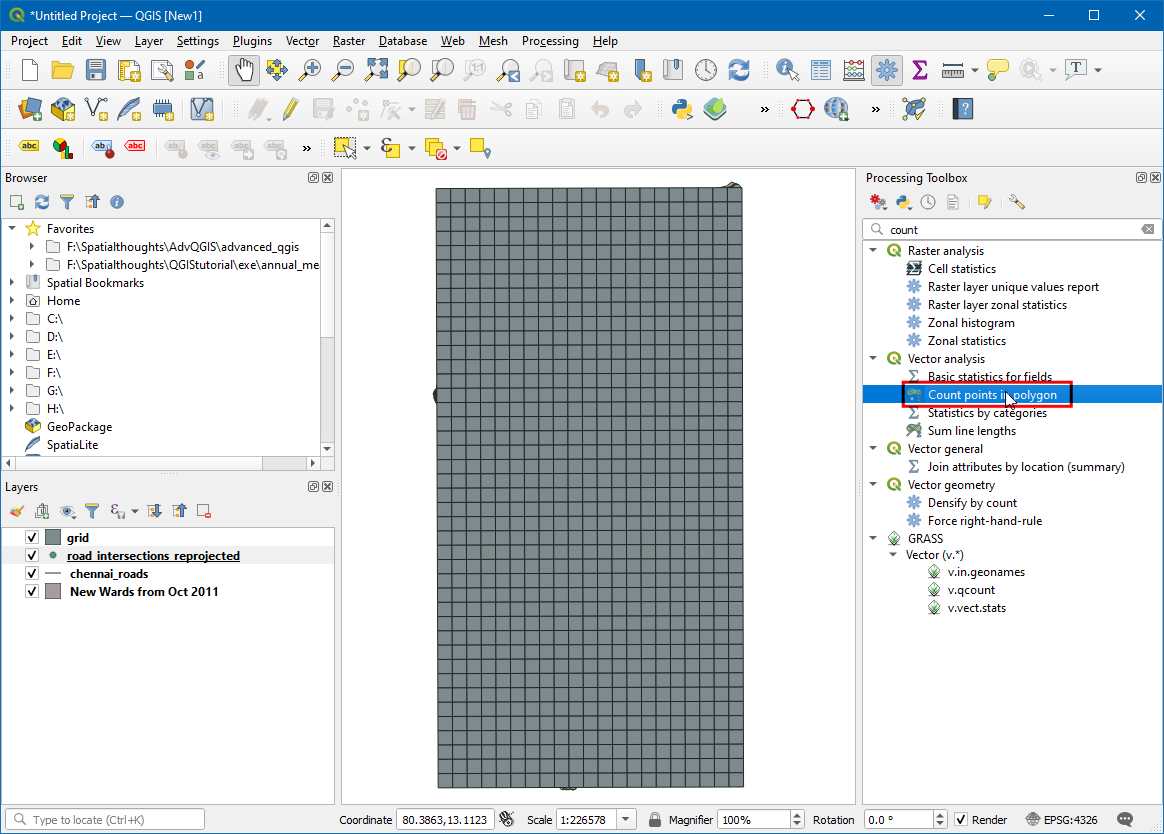 *Untitled Project — QGIS [New1]
Project Edit View Layer Settings Plugins Vector Raster Database Web Mesh Processing Help
Browser
Favorites
F:\Spatialthoughts\AdvQGIS\advanced_qgis
F:\Spatialthoughts\QGIStutorial\exe\annual_me
Spatial Bookmarks
Home
C:\
D:\
E:\
F:\
G:\
H:\
GeoPackage
SpatiaLite
Layers
grid
road_intersections_reprojected
chennai_roads
New Wards from Oct 2011
Processing Toolbox
count
Raster analysis
Cell statistics
Raster layer unique values report
Raster layer zonal statistics
Zonal histogram
Zonal statistics
Vector analysis
Basic statistics for fields
Count points in polygon
Statistics by categories
Sum line lengths
Vector general
Join attributes by location (summary)
Vector geometry
Densify by count
Force right-hand-rule
GRASS
Vector (v.*)
v.in.geonames
v.qcount
v.vect.stats
Type to locate (Ctrl+K) Coordinate 80.3863,13.1123 Scale 1:226578 Magnifier 100% Rotation 0.0 ° Render EPSG:4326